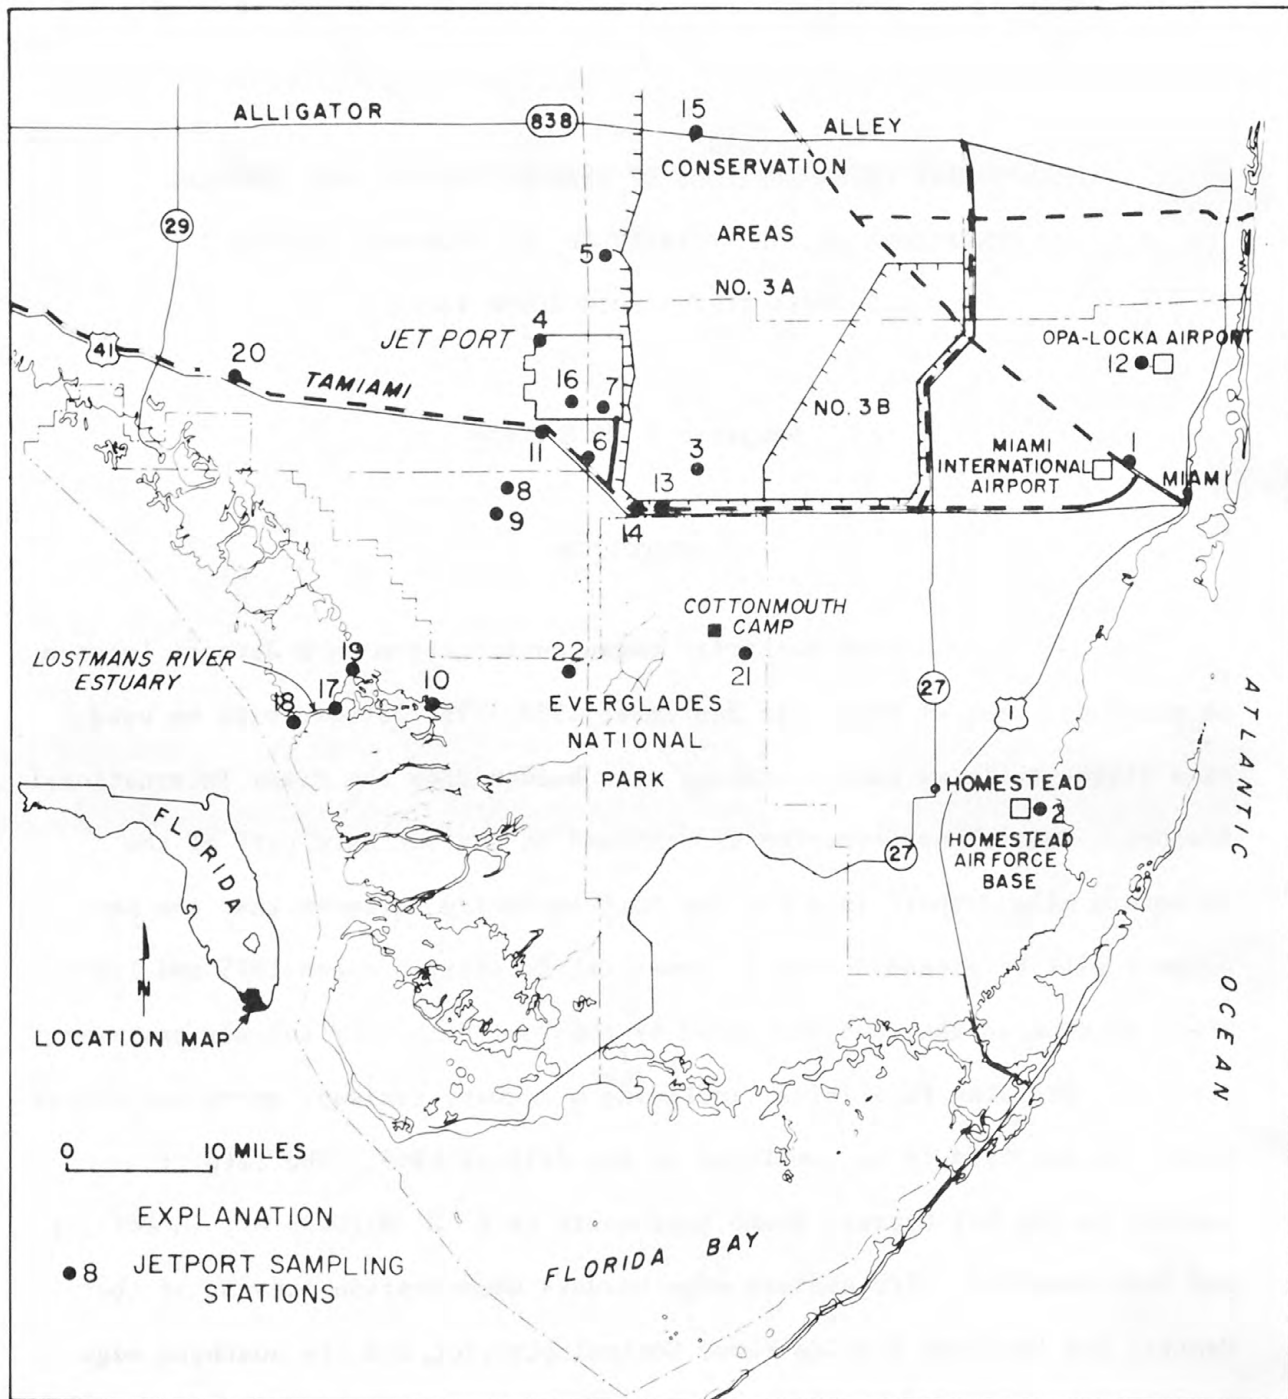 ALLIGATOR
838
15
ALLEY
CONSERVATION
29
AREAS
5
NO. 3A
JET PORT
4
41
20
TAMIAMI
16
7
OPA-LOCKA AIRPORT
12
NO. 3B
11
6
3
MIAMI
INTERNATIONAL
AIRPORT
1
MIAMI
8
9
13
14
COTTONMOUTH
CAMP
21
LOSTMANS RIVER
ESTUARY
19
17
18
10
22
EVERGLADES
NATIONAL
PARK
27
1
ATLANTIC OCEAN
HOMESTEAD
2
HOMESTEAD
AIR FORCE
BASE
27
FLORIDA
N
LOCATION MAP
0 10 MILES
EXPLANATION
8 JETPORT SAMPLING
STATIONS
FLORIDA BAY